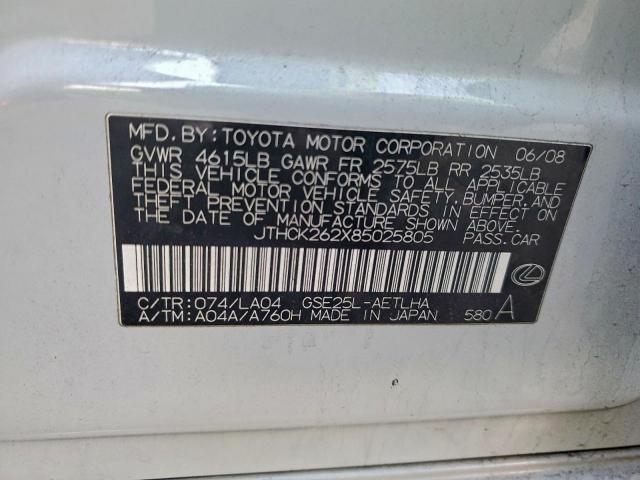 MFD. BY: TOYOTA MOTOR CORPORATION 06/08
GVWR 4615LB GAWR FR 2575LB RR 2535LB
THIS VEHICLE CONFORMS TO ALL APPLICABLE
FEDERAL MOTOR VEHICLE SAFETY, BUMPER, AND
THEFT PREVENTION STANDARDS IN EFFECT ON
THE DATE OF MANUFACTURE SHOWN ABOVE.
JTHCK262X85025805 PASS. CAR
C/TR: 074/LA04 GSE25L-AETLHA
A/TM: A04A/A760H MADE IN JAPAN 580 A